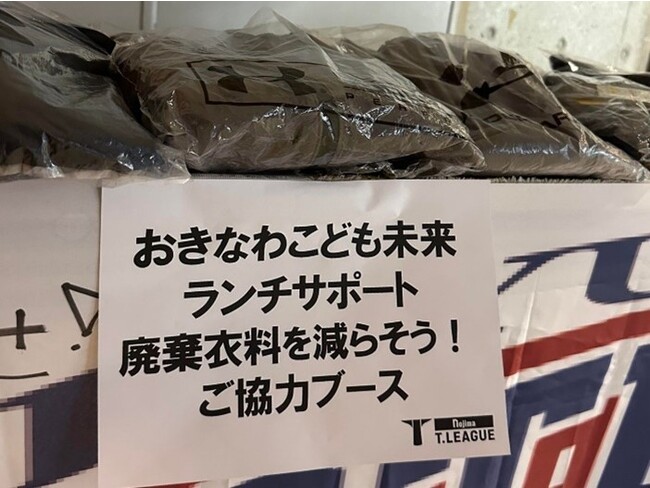 おきなわこども未来
ランチサポート
廃棄衣料を減らそう！
ご協力ブース
nojima
T.LEAGUE